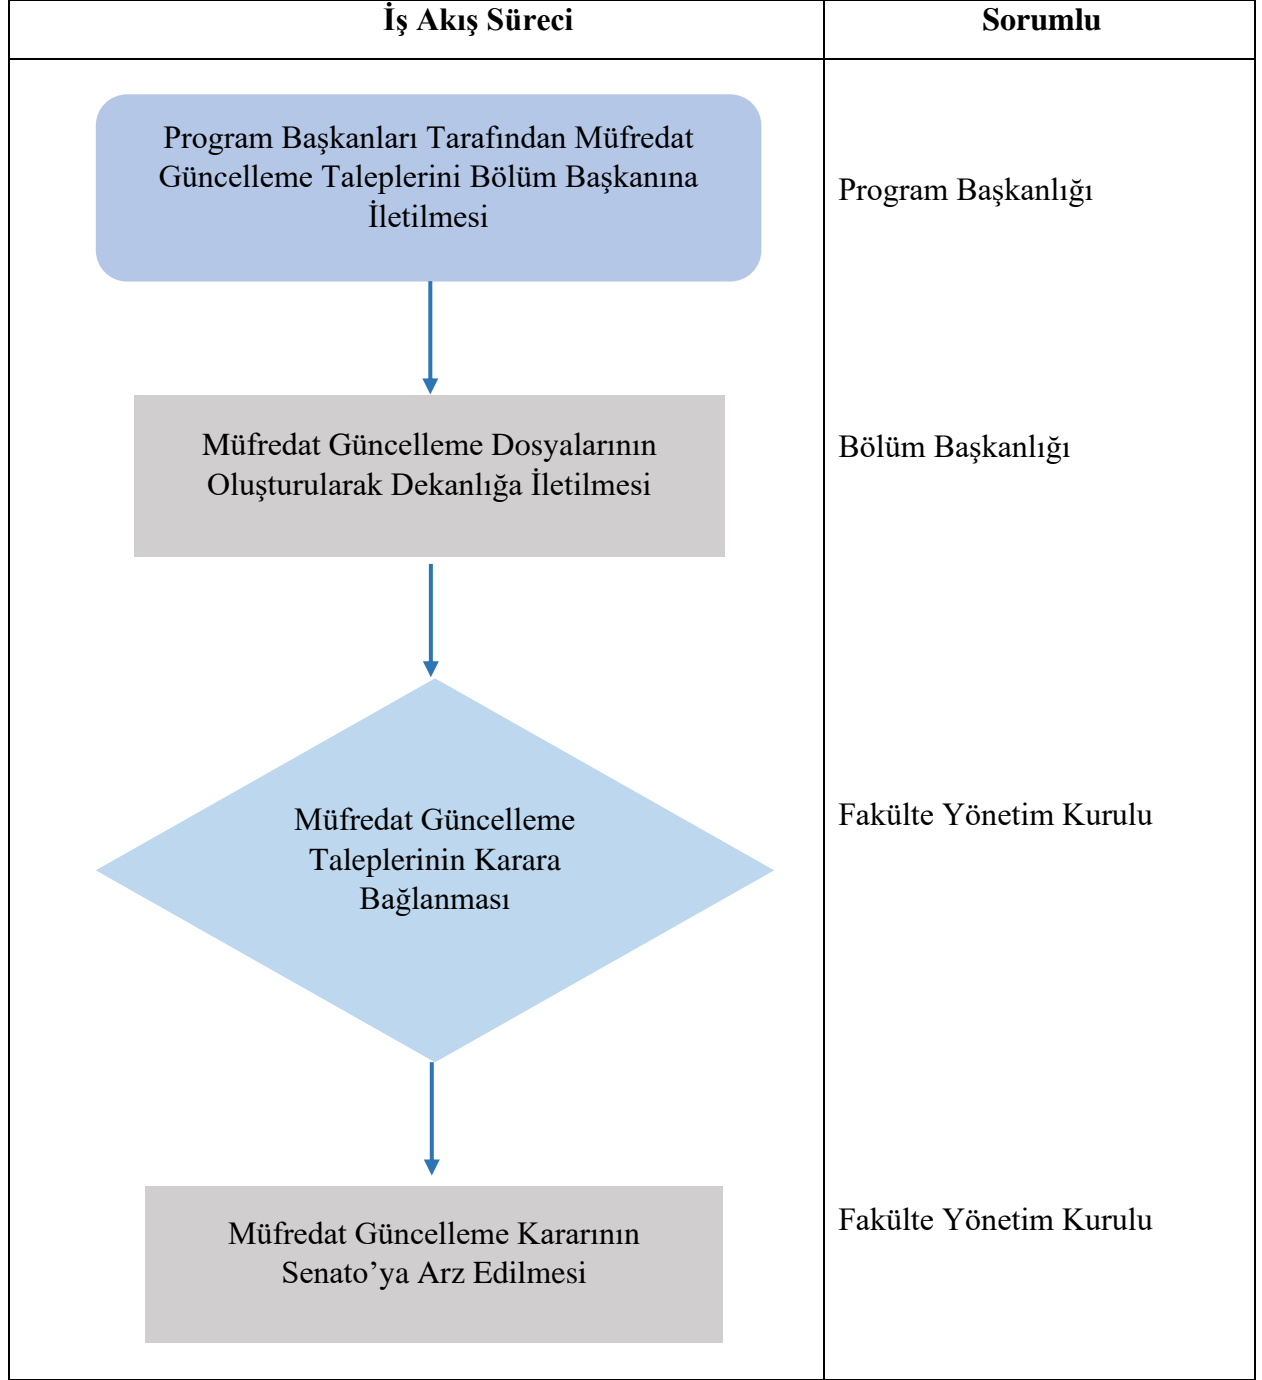 İş Akış Süreci
Sorumlu
Program Başkanları Tarafından Müfredat
Güncelleme Taleplerini Bölüm Başkanına
İletilmesi
Program Başkanlığı
Müfredat Güncelleme Dosyalarının
Oluşturularak Dekanlığa İletilmesi
Bölüm Başkanlığı
Müfredat Güncelleme
Taleplerinin Karara
Bağlanması
Fakülte Yönetim Kurulu
Müfredat Güncelleme Kararının
Senato’ya Arz Edilmesi
Fakülte Yönetim Kurulu